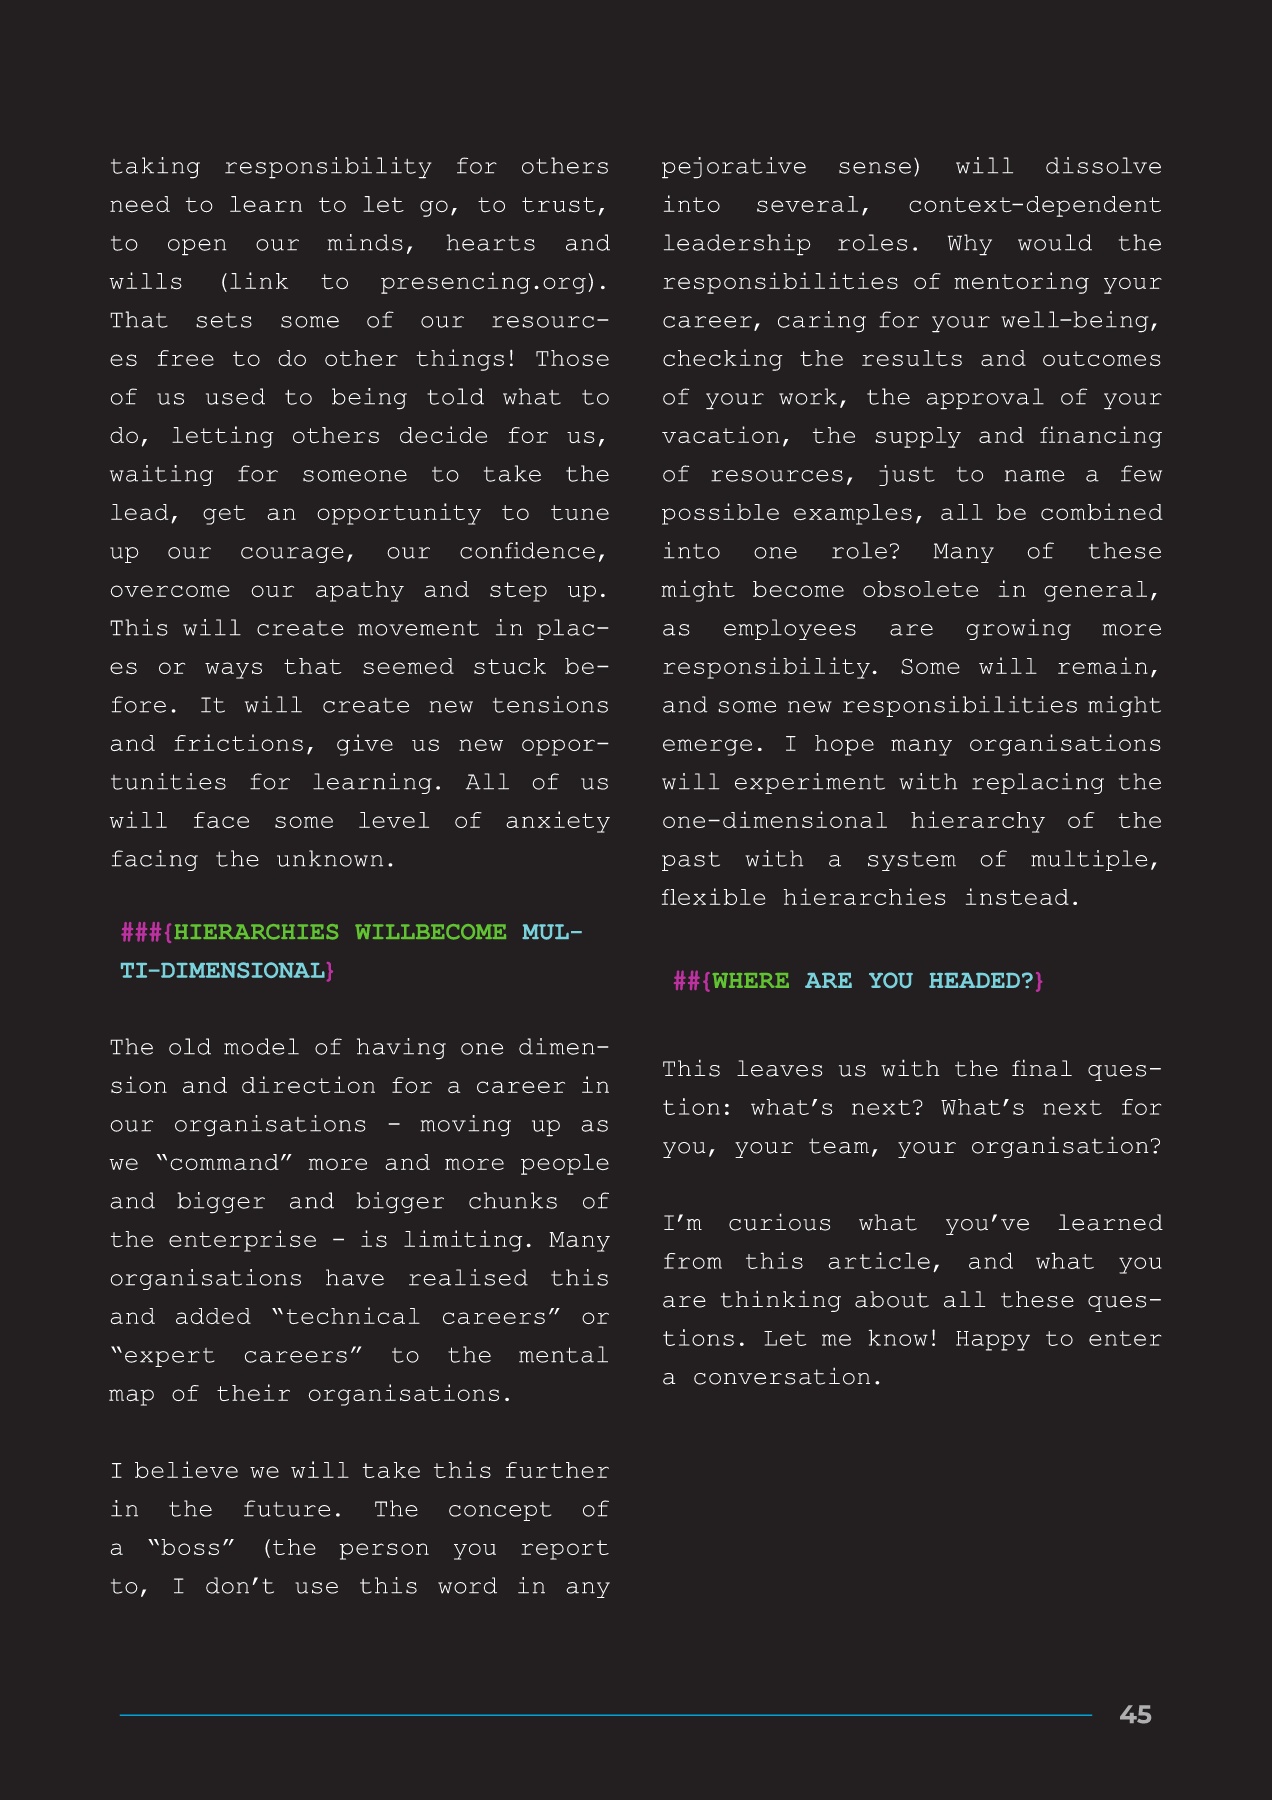 taking responsibility for others
need to learn to let go, to trust,
to open our minds, hearts and
wills (link to presencing.org).
That sets some of our resourc-
es free to do other things! Those
of us used to being told what to
do, letting others decide for us,
waiting for someone to take the
lead, get an opportunity to tune
up our courage, our confidence,
overcome our apathy and step up.
This will create movement in plac-
es or ways that seemed stuck be-
fore. It will create new tensions
and frictions, give us new oppor-
tunities for learning. All of us
will face some level of anxiety
facing the unknown.
###{HIERARCHIES WILLBECOME MUL-
TI-DIMENSIONAL}
The old model of having one dimen-
sion and direction for a career in
our organisations - moving up as
we “command” more and more people
and bigger and bigger chunks of
the enterprise - is limiting. Many
organisations have realised this
and added “technical careers” or
“expert careers” to the mental
map of their organisations.
I believe we will take this further
in the future. The concept of
a “boss” (the person you report
to, I don’t use this word in any
pejorative sense) will dissolve
into several, context-dependent
leadership roles. Why would the
responsibilities of mentoring your
career, caring for your well-being,
checking the results and outcomes
of your work, the approval of your
vacation, the supply and financing
of resources, just to name a few
possible examples, all be combined
into one role? Many of these
might become obsolete in general,
as employees are growing more
responsibility. Some will remain,
and some new responsibilities might
emerge. I hope many organisations
will experiment with replacing the
one-dimensional hierarchy of the
past with a system of multiple,
flexible hierarchies instead.
##{WHERE ARE YOU HEADED?}
This leaves us with the final ques-
tion: what’s next? What’s next for
you, your team, your organisation?
I’m curious what you’ve learned
from this article, and what you
are thinking about all these ques-
tions. Let me know! Happy to enter
a conversation.
45